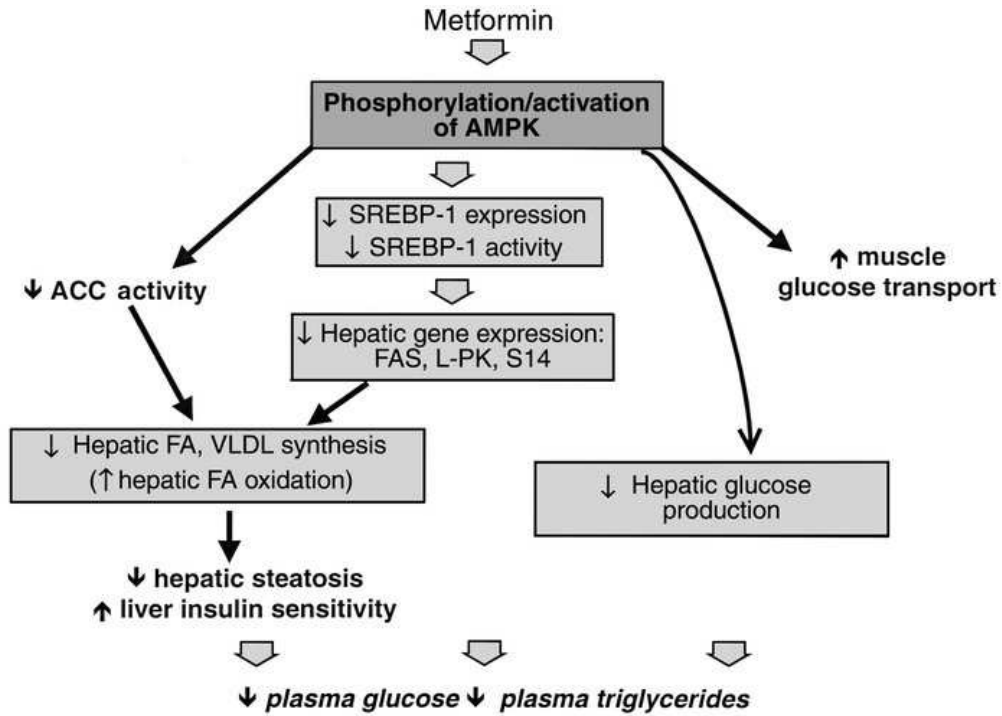 Metformin
Phosphorylation/activation
of AMPK
↓ SREBP-1 expression
↓ SREBP-1 activity
↓ ACC activity
↑ muscle
glucose transport
↓ Hepatic gene expression:
FAS, L-PK, S14
↓ Hepatic FA, VLDL synthesis
(↑ hepatic FA oxidation)
↓ Hepatic glucose
production
↓ hepatic steatosis
↑ liver insulin sensitivity
↓ plasma glucose ↓ plasma triglycerides